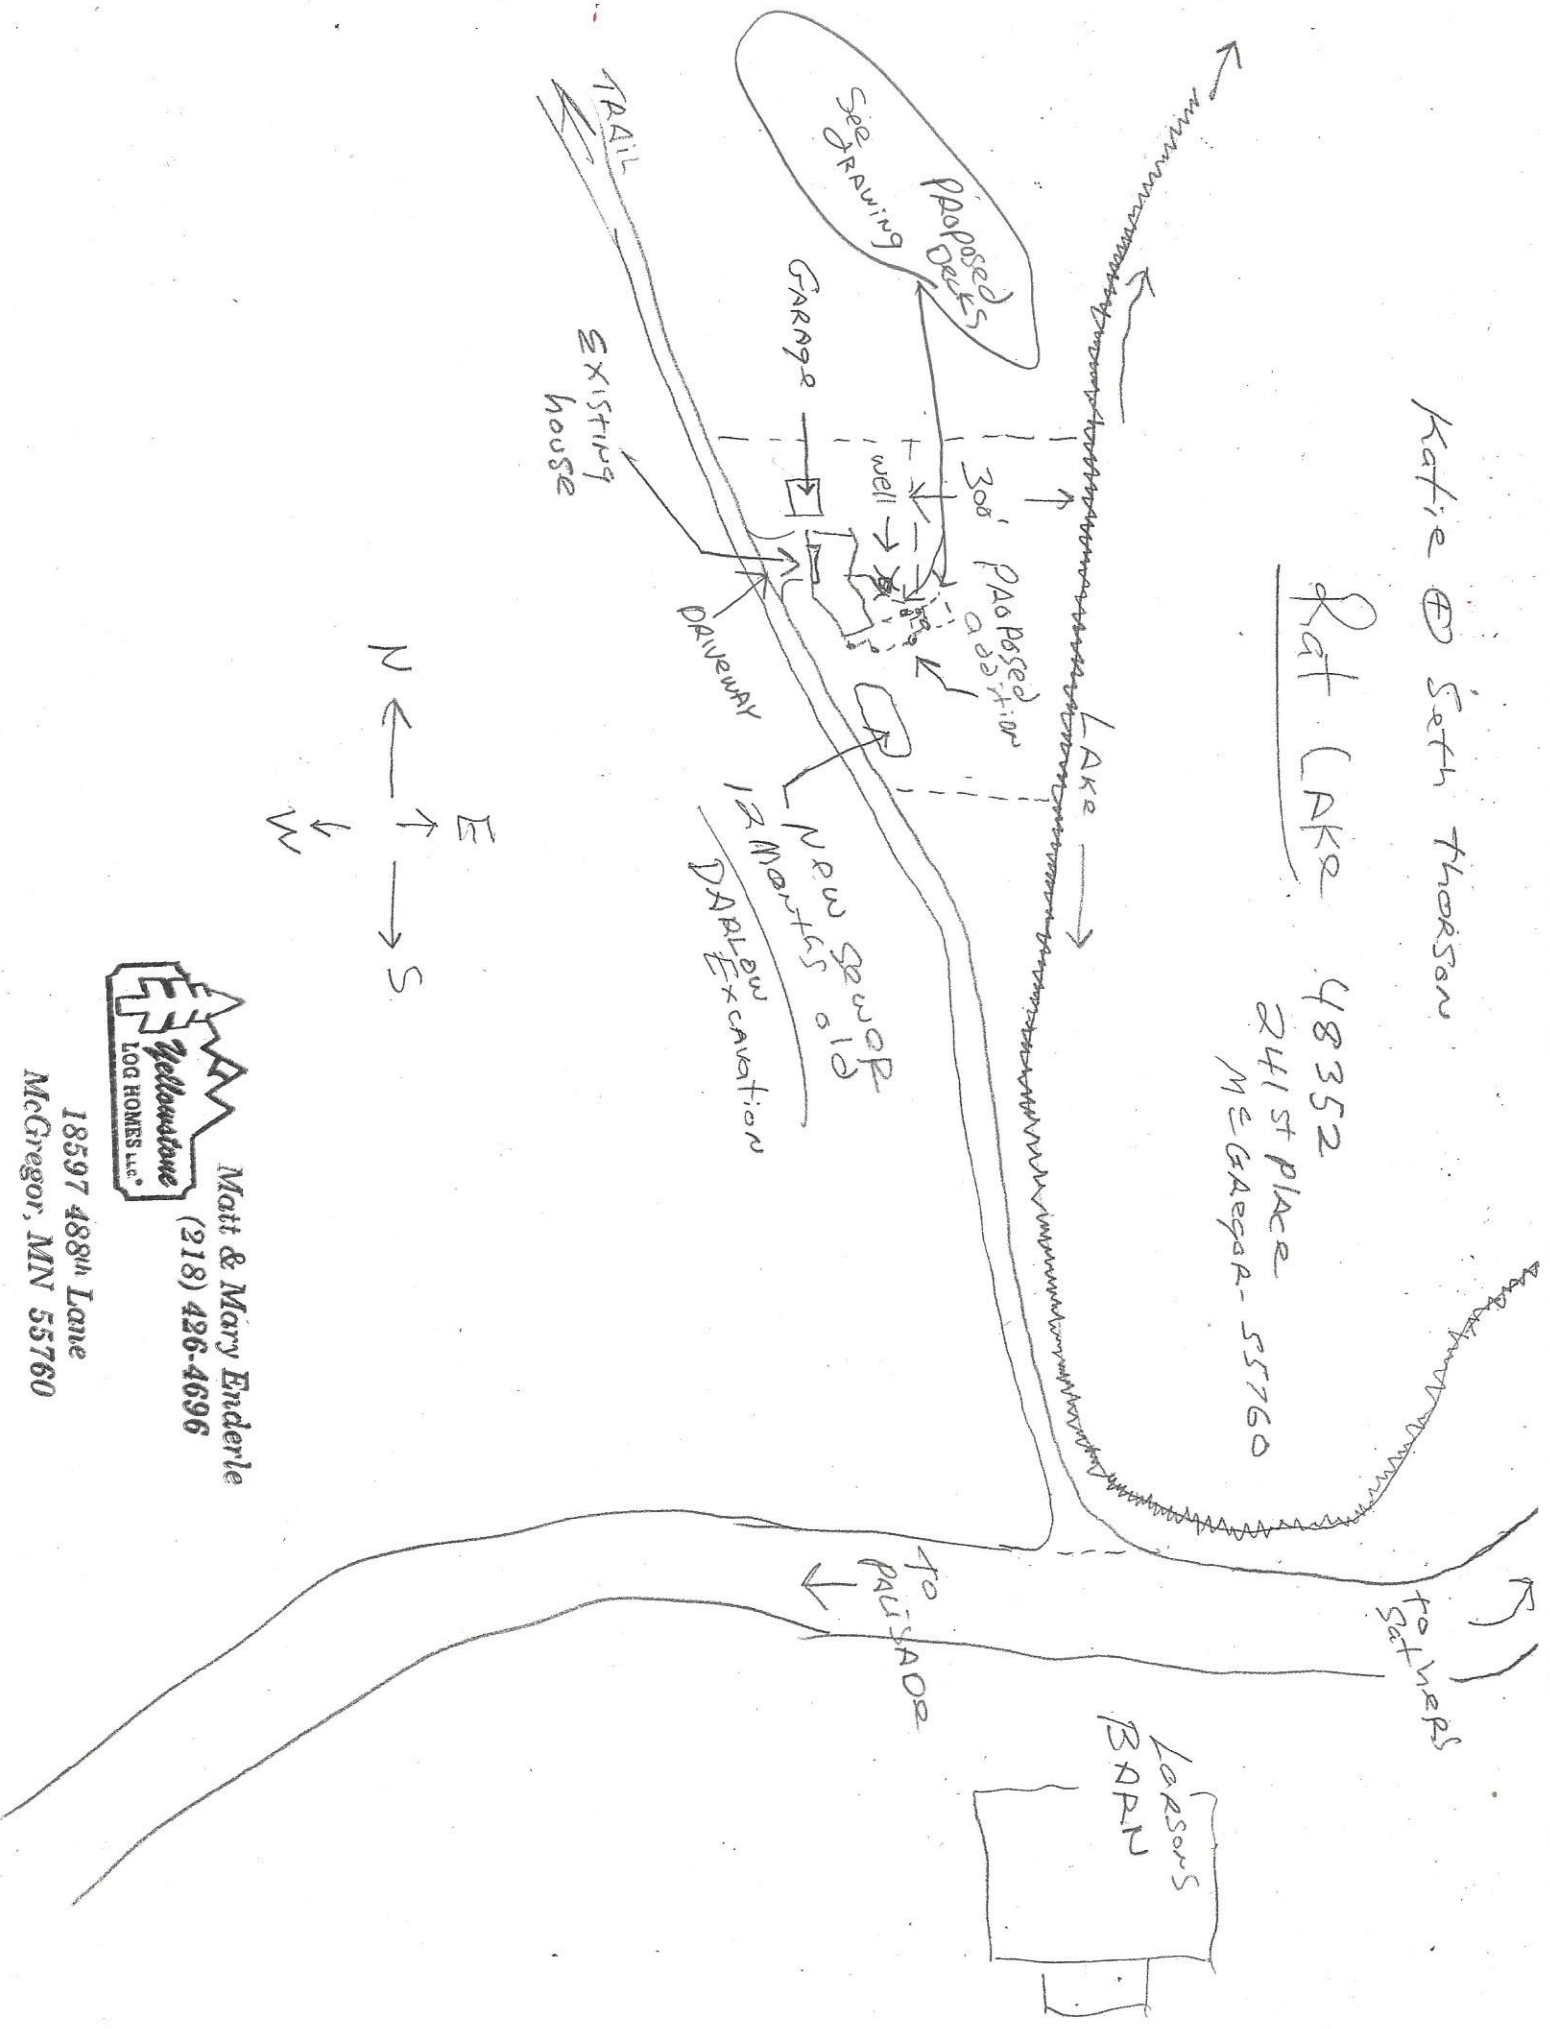 Katie & Seth Thorson
Rat LAKe 48352
241st PlAce
McGRegoR - 55760
See
DRAWING
PROPOSED
DeckS
TRAIL
GARAge
EXISTING
house
well
300'
PROPOSED
addition
LAKe
DRIVeWAY
New SeweR
12 MONTHS old
DARLOW
EXCAVATION
N
E
W
S
to
Sathers
TO
PALISADe
LARSONS
BARN
Yellowstone
LOG HOMES LLC.®
Matt & Mary Enderle
(218) 426-4696
18597 488th Lane
McGregor, MN 55760